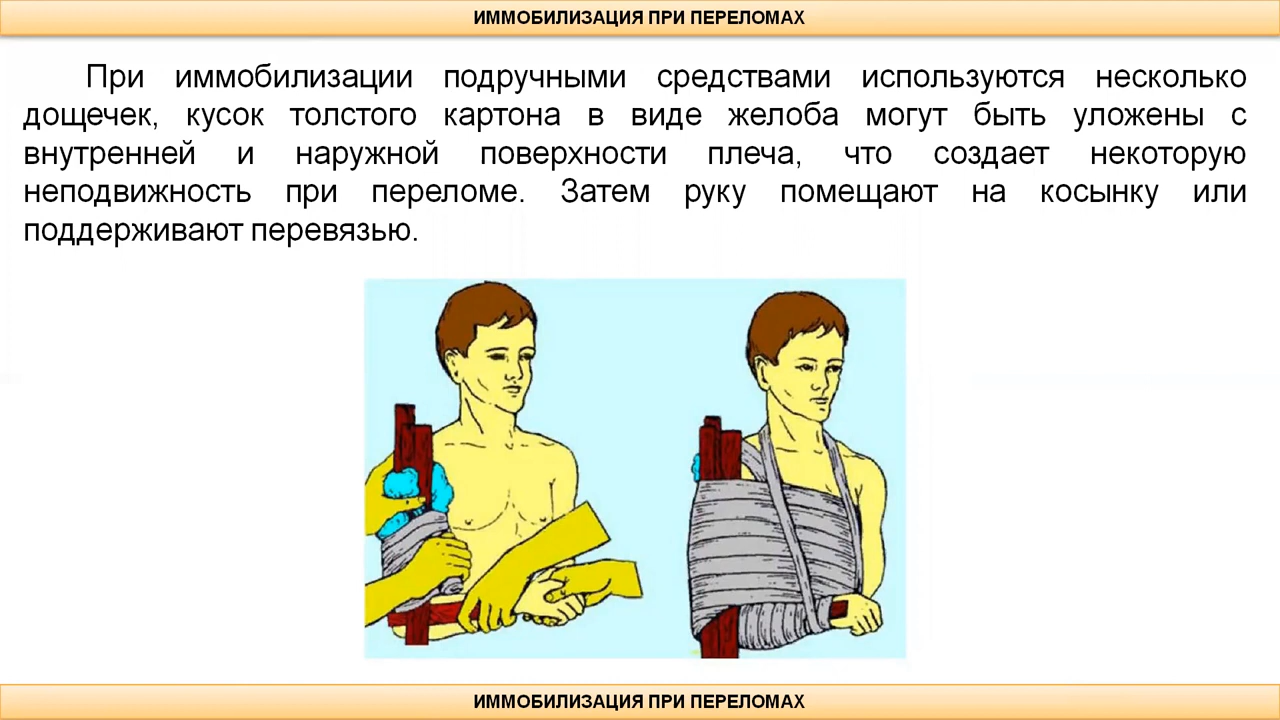 ИММОБИЛИЗАЦИЯ ПРИ ПЕРЕЛОМАХ
При иммобилизации подручными средствами используются несколько
дощечек, кусок толстого картона в виде желоба могут быть уложены с
внутренней и наружной поверхности плеча, что создает некоторую
неподвижность при переломе. Затем руку помещают на косынку или
поддерживают перевязью.
ИММОБИЛИЗАЦИЯ ПРИ ПЕРЕЛОМАХ